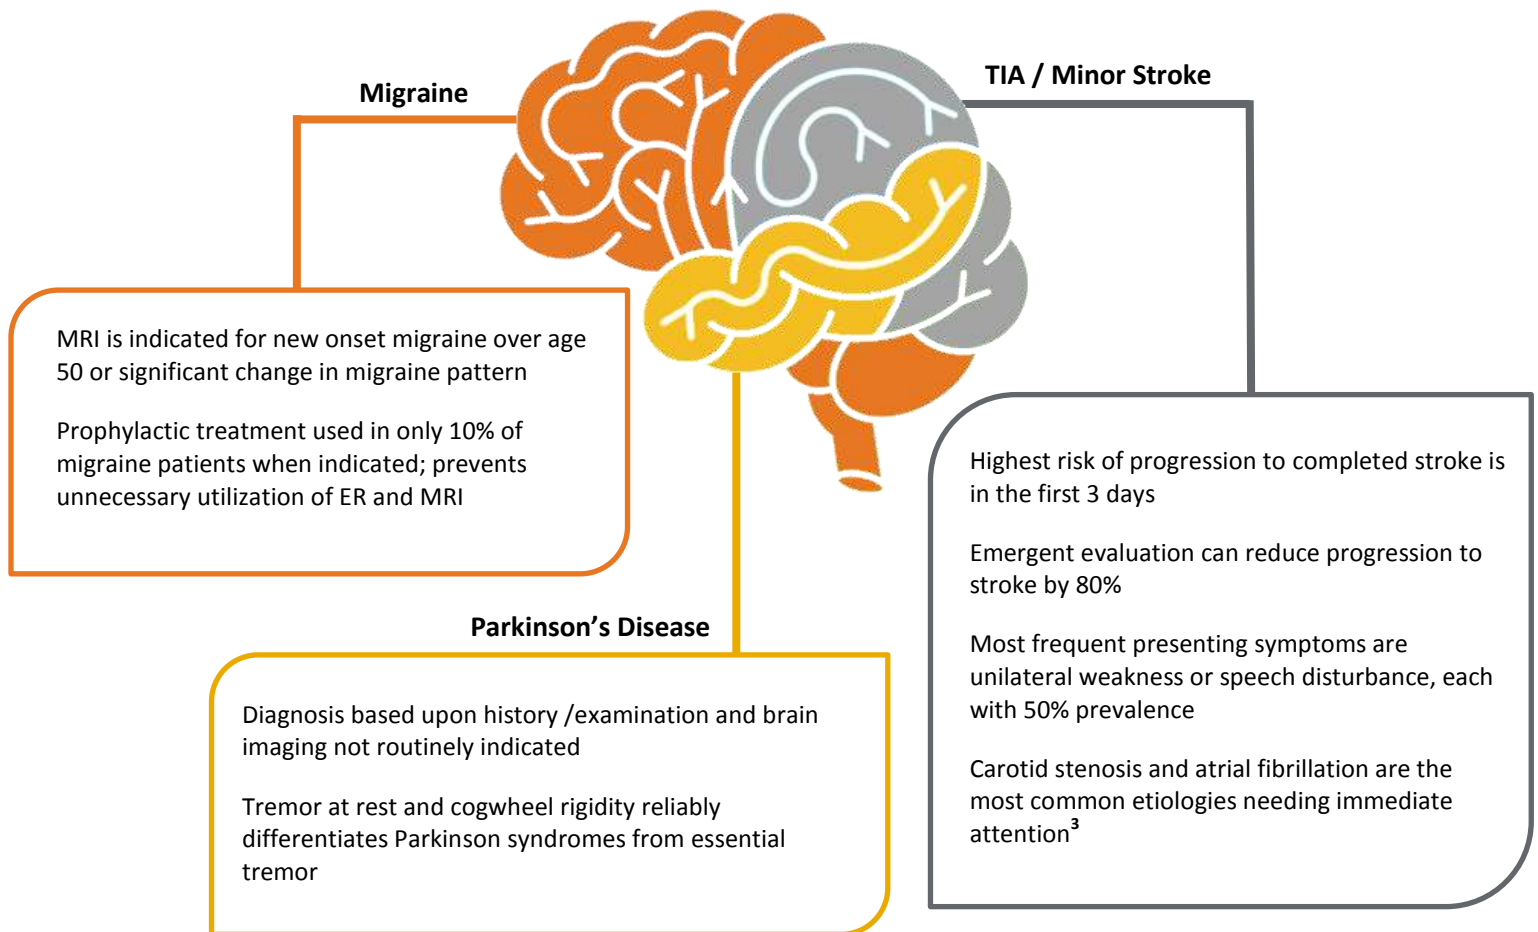 Migraine
MRI is indicated for new onset migraine over age
50 or significant change in migraine pattern
Prophylactic treatment used in only 10% of
migraine patients when indicated; prevents
unnecessary utilization of ER and MRI
TIA / Minor Stroke
Highest risk of progression to completed stroke is
in the first 3 days
Emergent evaluation can reduce progression to
stroke by 80%
Most frequent presenting symptoms are
unilateral weakness or speech disturbance, each
with 50% prevalence
Carotid stenosis and atrial fibrillation are the
most common etiologies needing immediate
attention³
Parkinson’s Disease
Diagnosis based upon history /examination and brain
imaging not routinely indicated
Tremor at rest and cogwheel rigidity reliably
differentiates Parkinson syndromes from essential
tremor